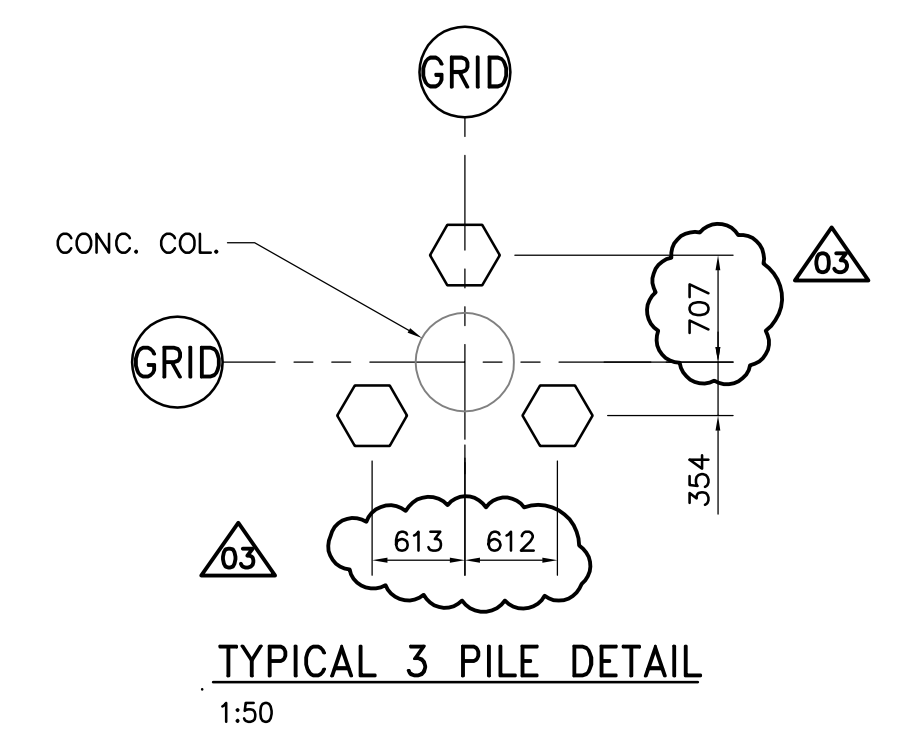 GRID
CONC. COL.
03
707
GRID
354
613
612
03
TYPICAL 3 PILE DETAIL
1:50